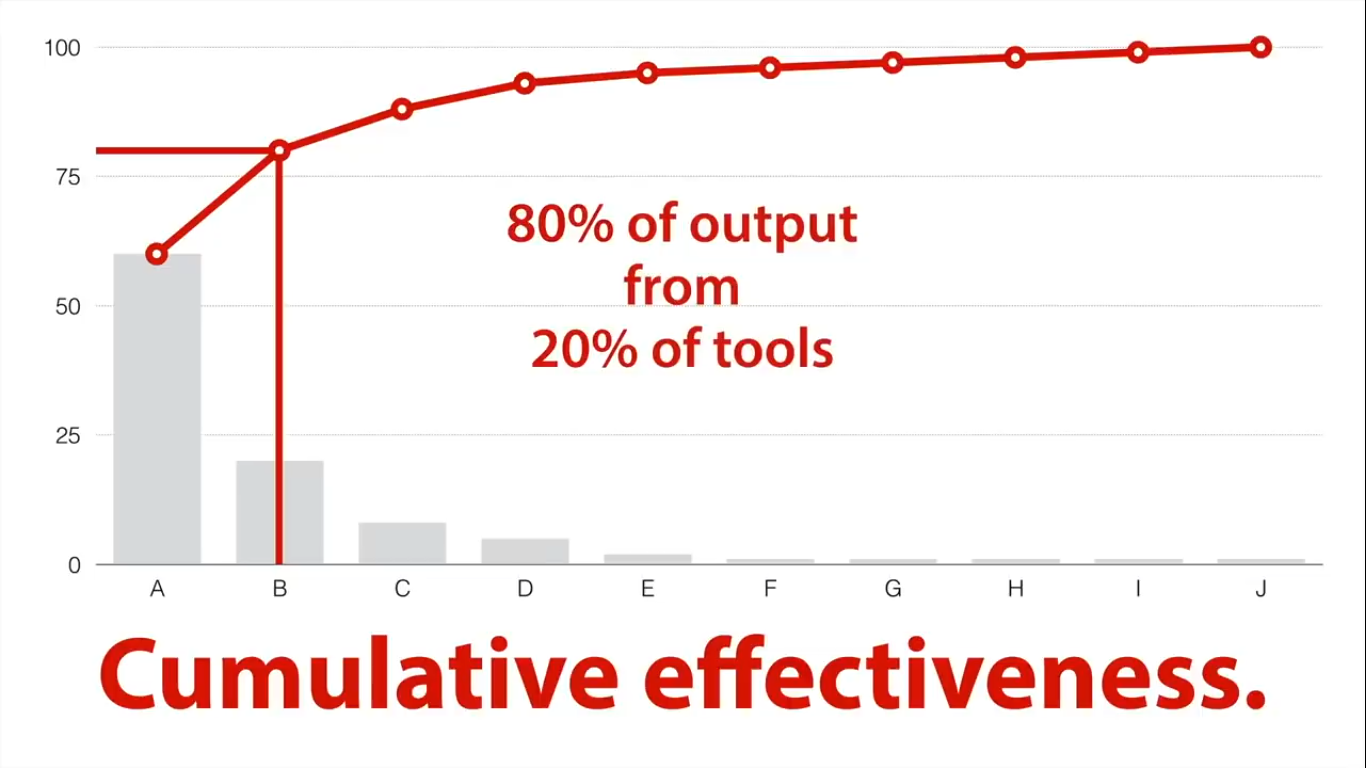 100
75
50
25
0
80% of output
from
20% of tools
A B C D E F G H I J
Cumulative effectiveness.